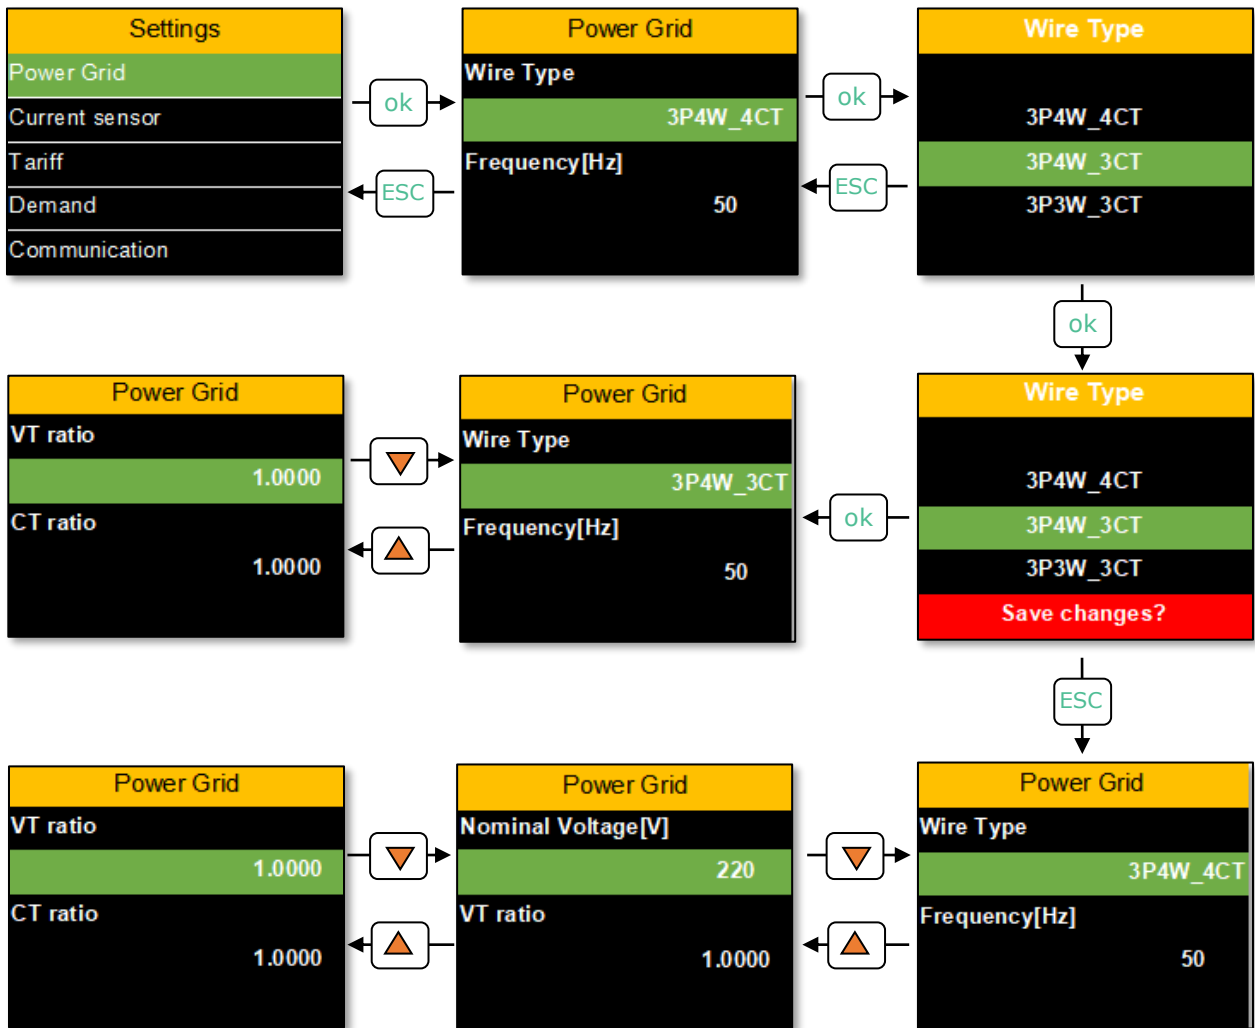 Settings
Power Grid
Current sensor
Tariff
Demand
Communication
ok
ESC
Power Grid
Wire Type
3P4W_4CT
Frequency[Hz]
50
ok
ESC
Wire Type
3P4W_4CT
3P4W_3CT
3P3W_3CT
ok
Power Grid
VT ratio
1.0000
CT ratio
1.0000
Power Grid
Wire Type
3P4W_3CT
Frequency[Hz]
50
ok
Wire Type
3P4W_4CT
3P4W_3CT
3P3W_3CT
Save changes?
ESC
Power Grid
VT ratio
1.0000
CT ratio
1.0000
Power Grid
Nominal Voltage[V]
220
VT ratio
1.0000
Power Grid
Wire Type
3P4W_4CT
Frequency[Hz]
50